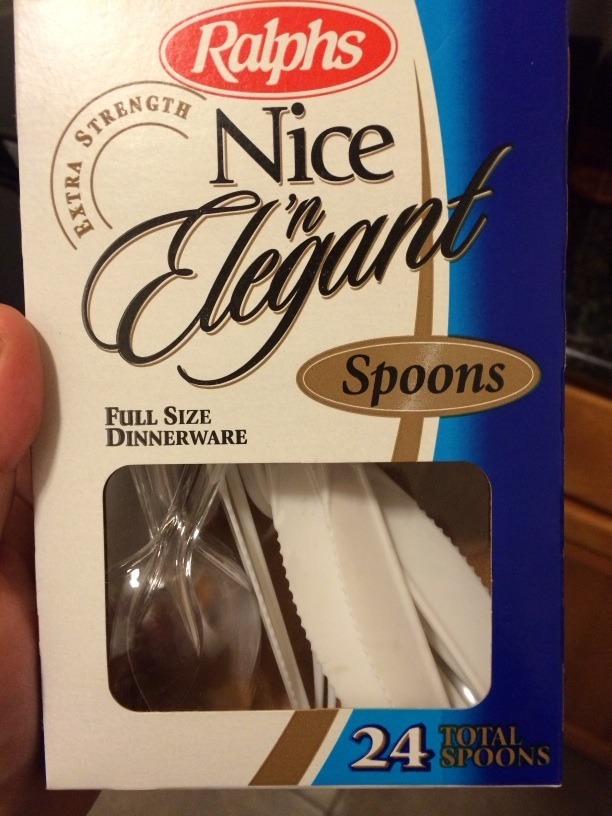 Ralphs
EXTRA STRENGTH
Nice
'n
Elegant
Spoons
FULL SIZE
DINNERWARE
24 TOTAL
SPOONS